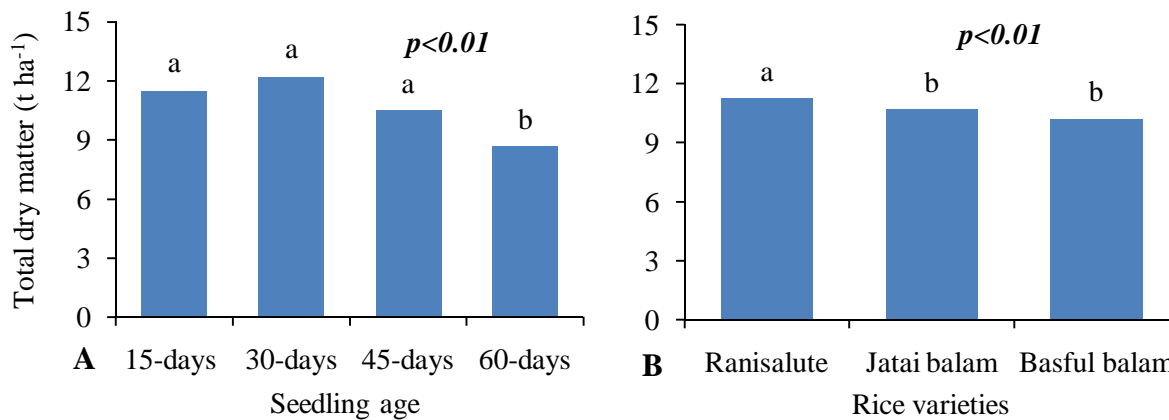 Total dry matter (t ha⁻¹)
15
12
9
6
3
0
p<0.01
a
a
a
b
A 15-days 30-days 45-days 60-days
Seedling age
15
12
9
6
3
0
p<0.01
a
b
b
B Ranisalute Jatai balam Basful balam
Rice varieties